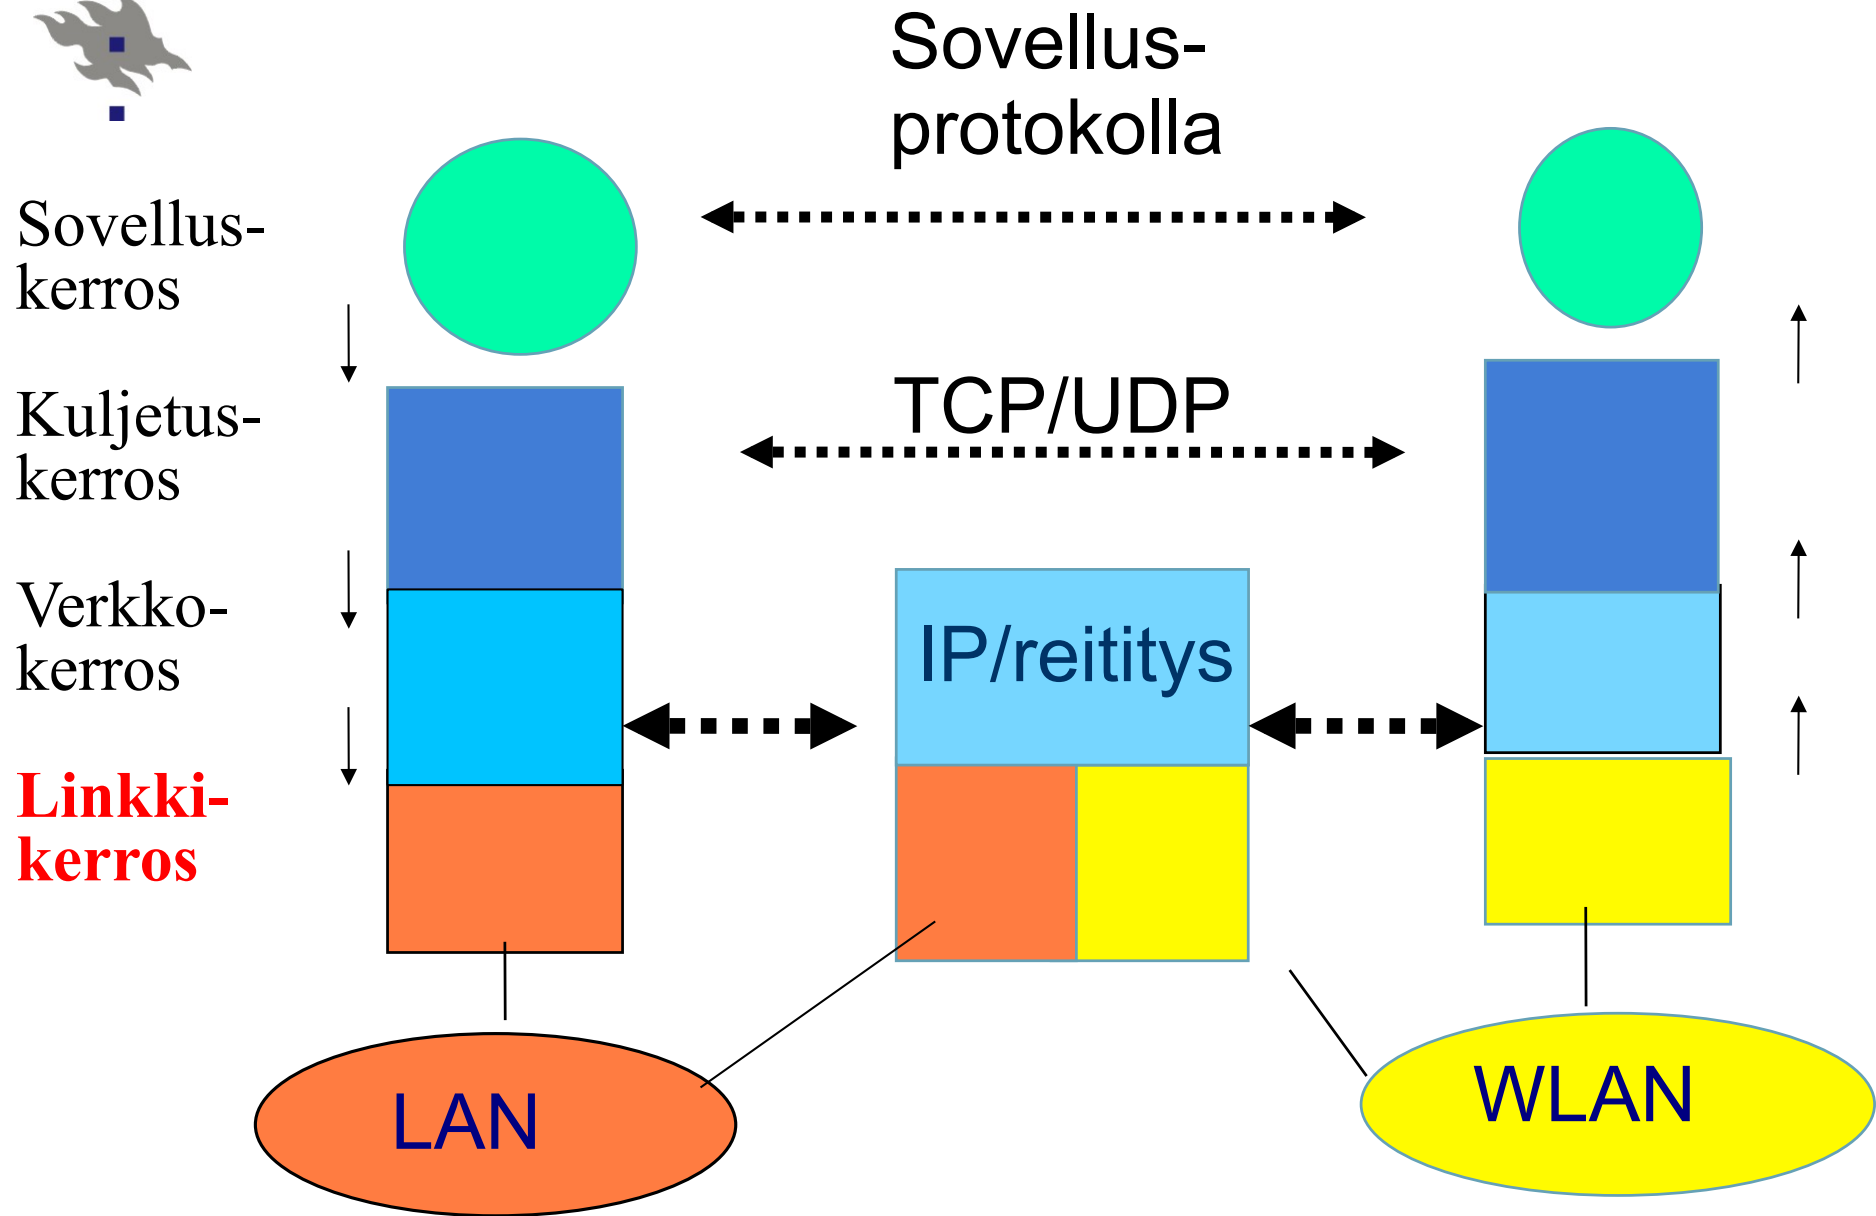 Sovellus-
protokolla
Sovellus-
kerros
Kuljetus-
kerros
TCP/UDP
Verkko-
kerros
IP/reititys
Linkki-
kerros
LAN
WLAN